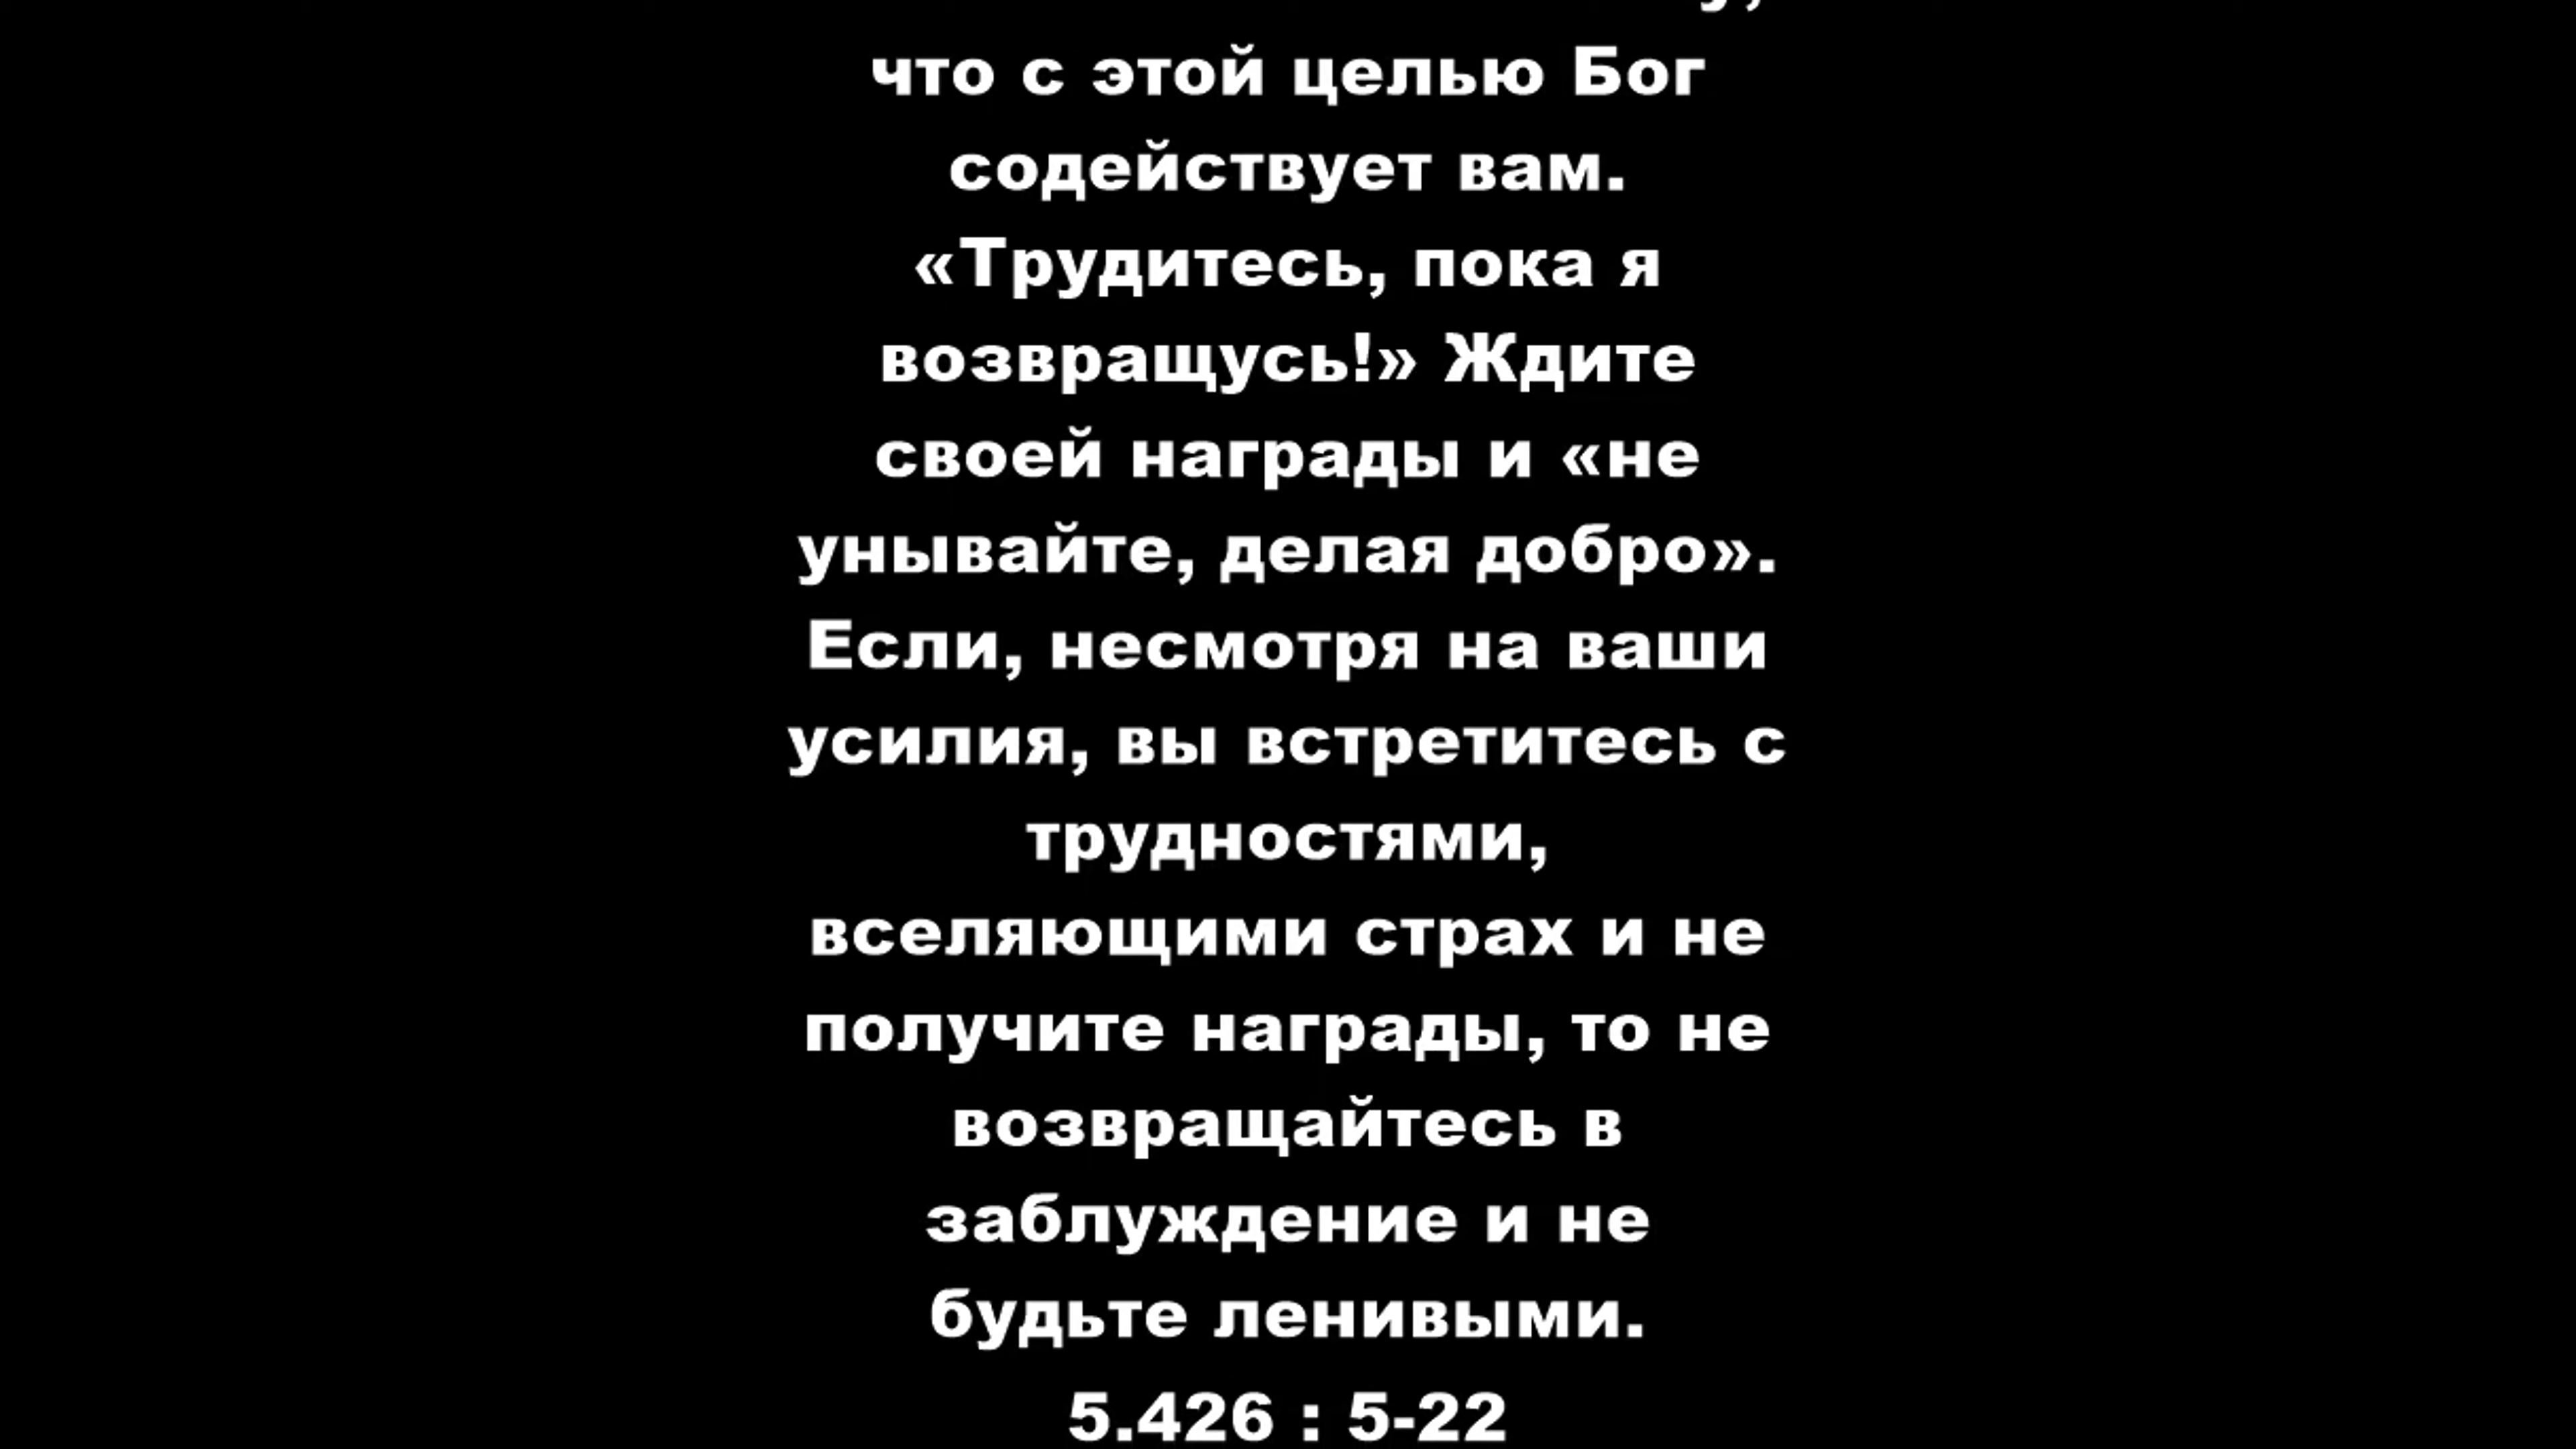 что с этой целью Бог
содействует вам.
«Трудитесь, пока я
возвращусь!» Ждите
своей награды и «не
унывайте, делая добро».
Если, несмотря на ваши
усилия, вы встретитесь с
трудностями,
вселяющими страх и не
получите награды, то не
возвращайтесь в
заблуждение и не
будьте ленивыми.
5.426 : 5-22